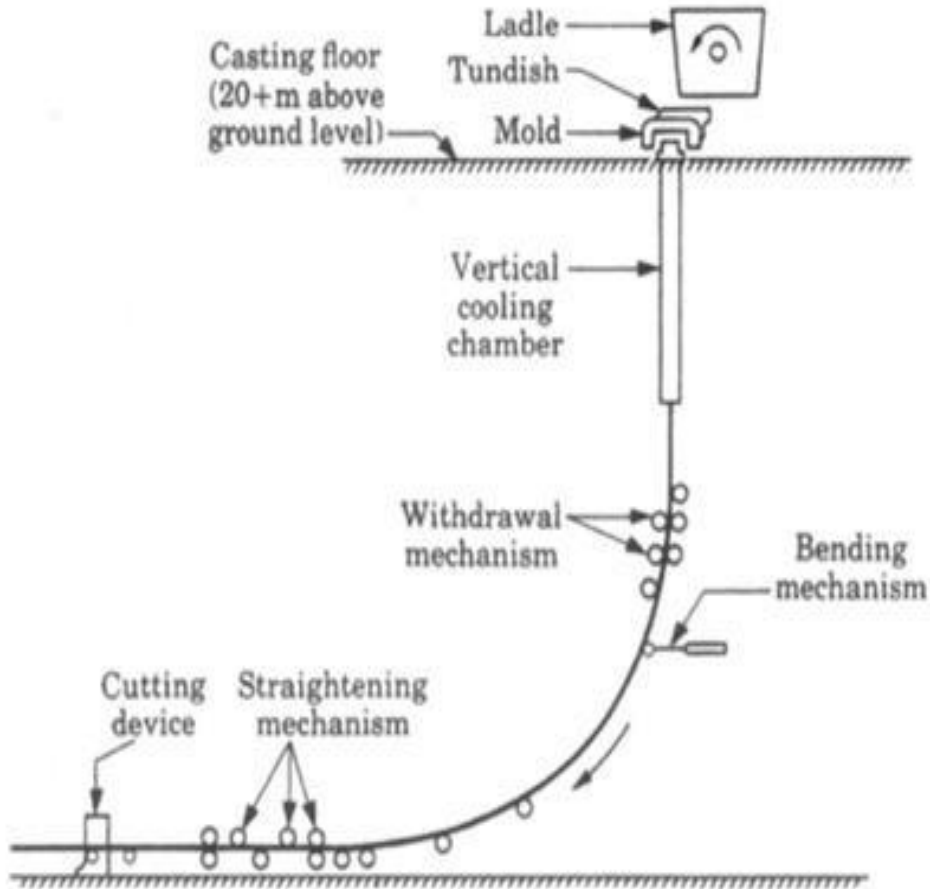 Ladle
Casting floor
(20+m above
ground level)
Tundish
Mold
Vertical
cooling
chamber
Withdrawal
mechanism
Bending
mechanism
Cutting
device
Straightening
mechanism